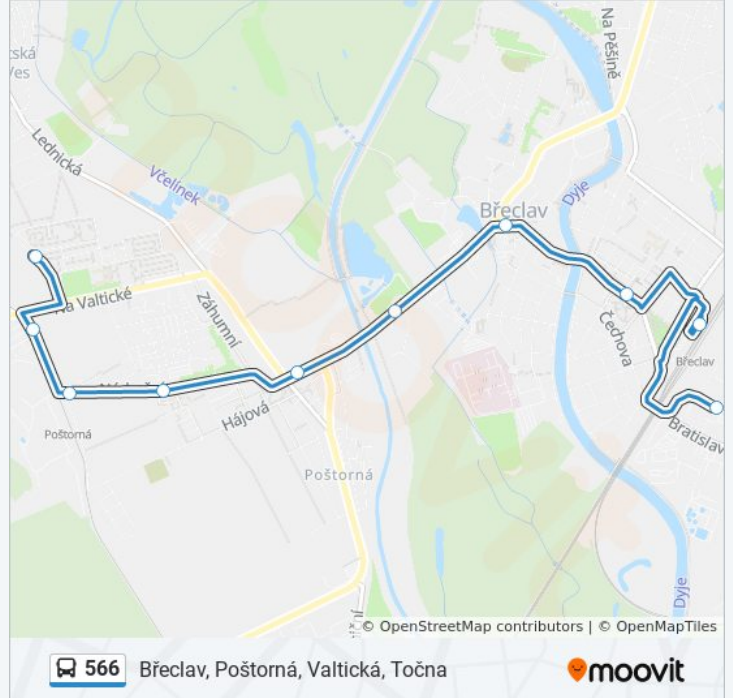 Na Pěšině
Lednická
Včelínek
Dyje
Břeclav
Na Valtické
Záhumní
Čechova
Břeclav
Hájová
Poštorná
Poštorná
Dyje
© OpenStreetMap contributors | © OpenMapTiles
566 Břeclav, Poštorná, Valtická, Točna moovit